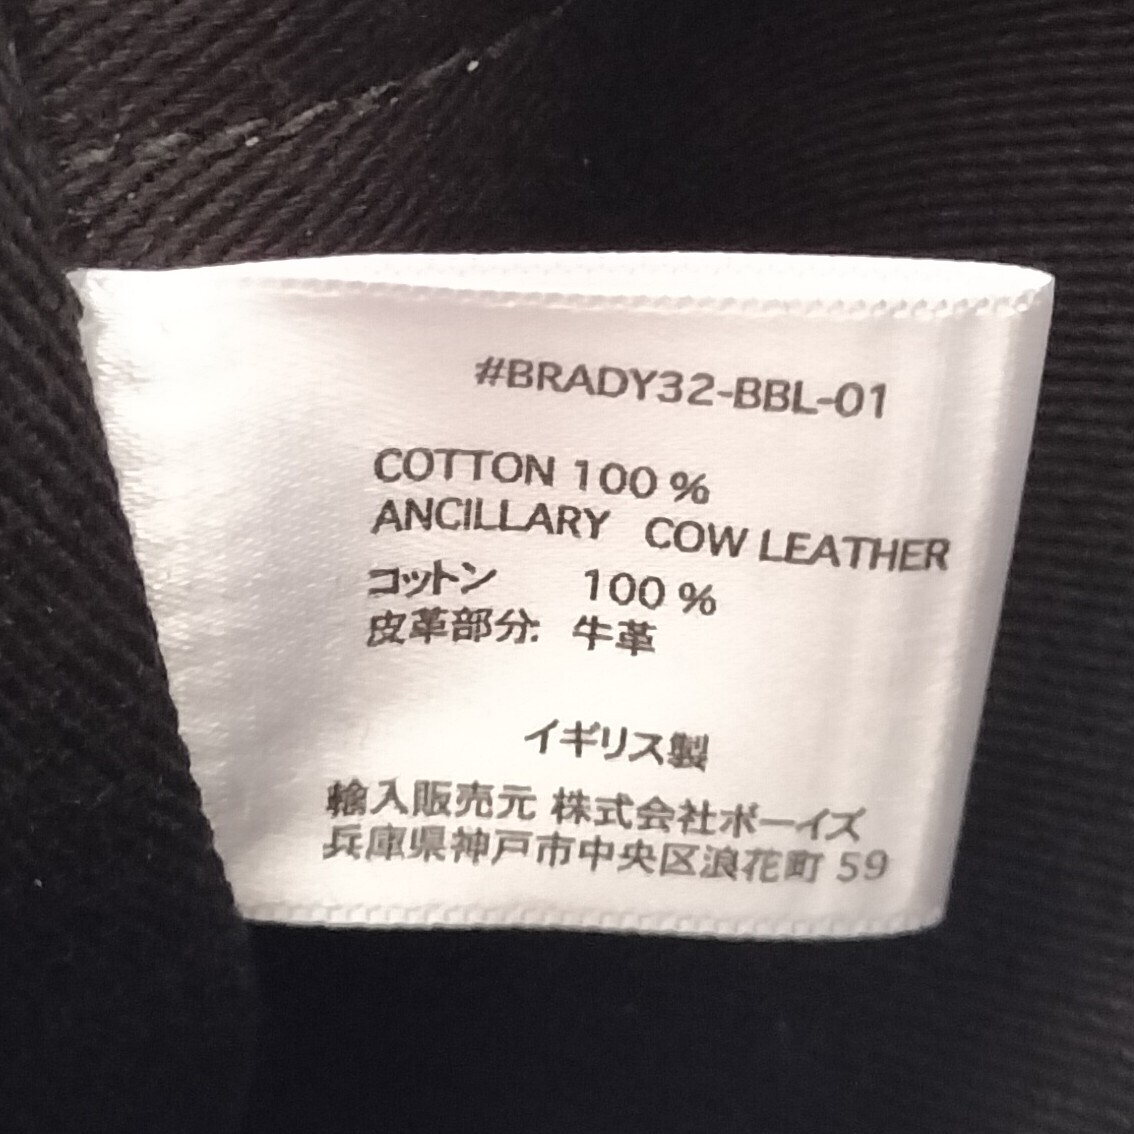 #BRADY32-BBL-01
COTTON 100 %
ANCILLARY COW LEATHER
コットン 100 %
皮革部分: 牛革
イギリス製
輸入販売元 株式会社ボーイズ
兵庫県神戸市中央区浪花町 59